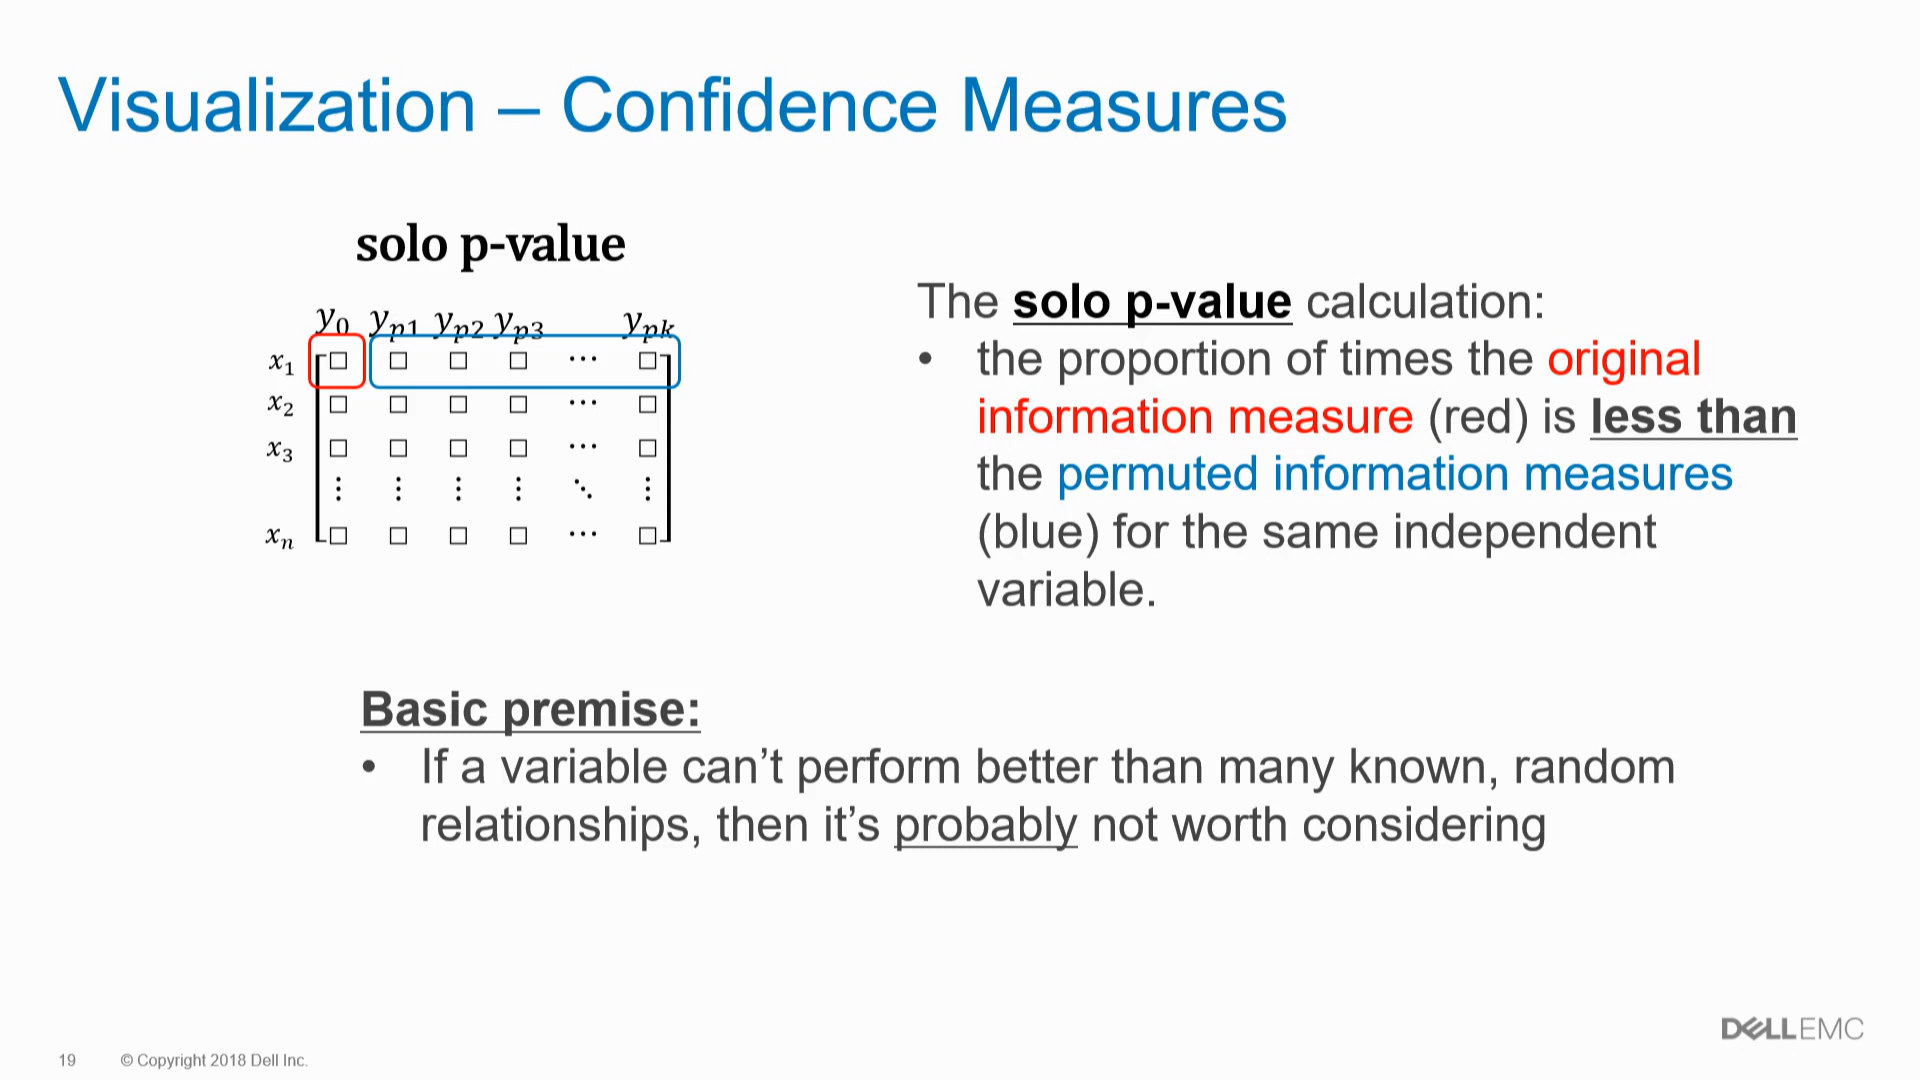 Visualization – Confidence Measures
solo p-value
y0 yp1 yp2 yp3 ypk
x1 □ □ □ □ ⋯ □
x2 □ □ □ □ ⋯ □
x3 □ □ □ □ ⋯ □
⋮ ⋮ ⋮ ⋮ ⋱ ⋮
xn □ □ □ □ ⋯ □
The solo p-value calculation:
• the proportion of times the original
information measure (red) is less than
the permuted information measures
(blue) for the same independent
variable.
Basic premise:
• If a variable can’t perform better than many known, random
relationships, then it’s probably not worth considering
DELLEMC
19 © Copyright 2018 Dell Inc.